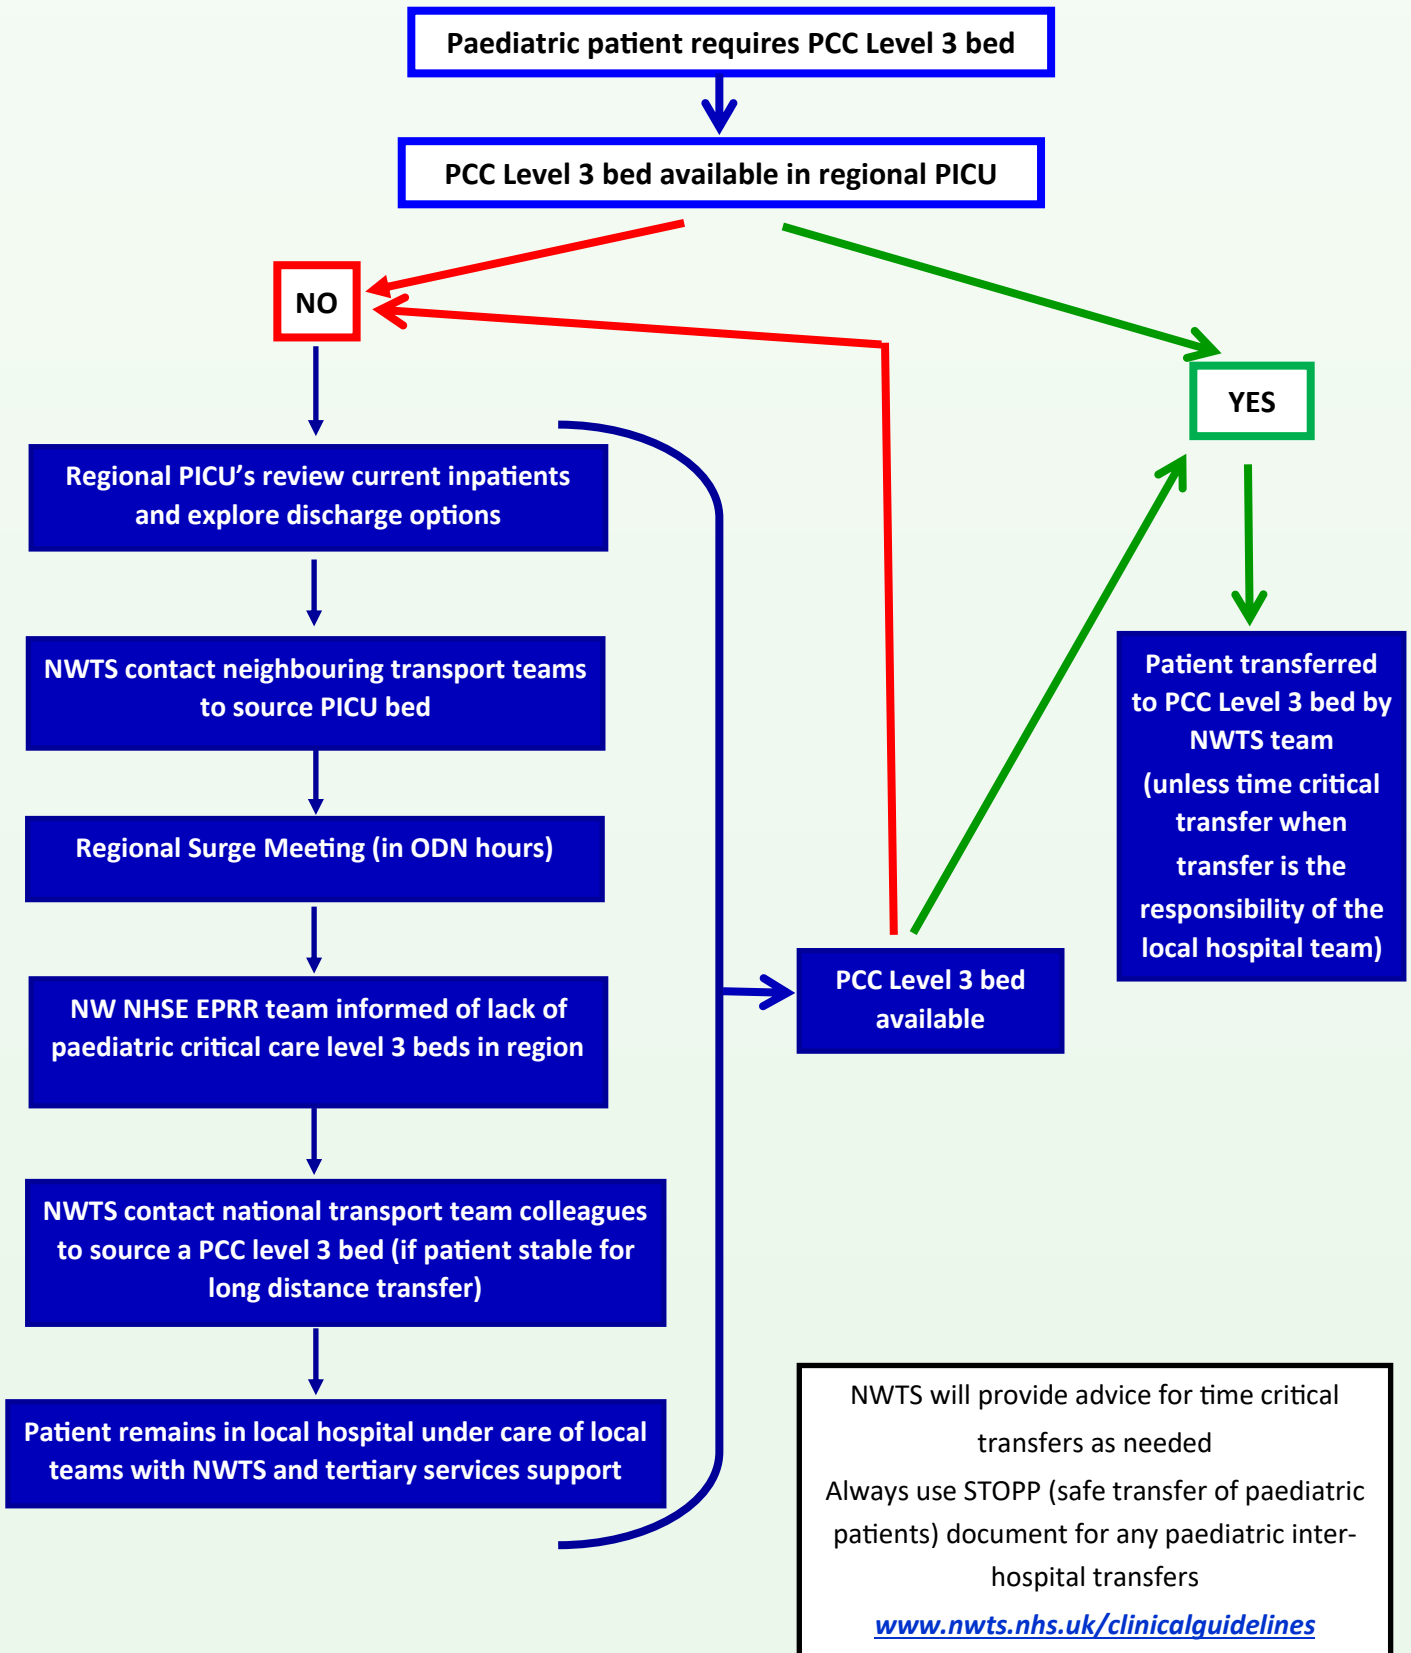 Paediatric patient requires PCC Level 3 bed
PCC Level 3 bed available in regional PICU
NO
YES
Regional PICU’s review current inpatients
and explore discharge options
NWTS contact neighbouring transport teams
to source PICU bed
Regional Surge Meeting (in ODN hours)
NW NHSE EPRR team informed of lack of
paediatric critical care level 3 beds in region
NWTS contact national transport team colleagues
to source a PCC level 3 bed (if patient stable for
long distance transfer)
Patient remains in local hospital under care of local
teams with NWTS and tertiary services support
PCC Level 3 bed
available
Patient transferred
to PCC Level 3 bed by
NWTS team
(unless time critical
transfer when
transfer is the
responsibility of the
local hospital team)
NWTS will provide advice for time critical
transfers as needed
Always use STOPP (safe transfer of paediatric
patients) document for any paediatric inter-
hospital transfers
www.nwts.nhs.uk/clinicalguidelines